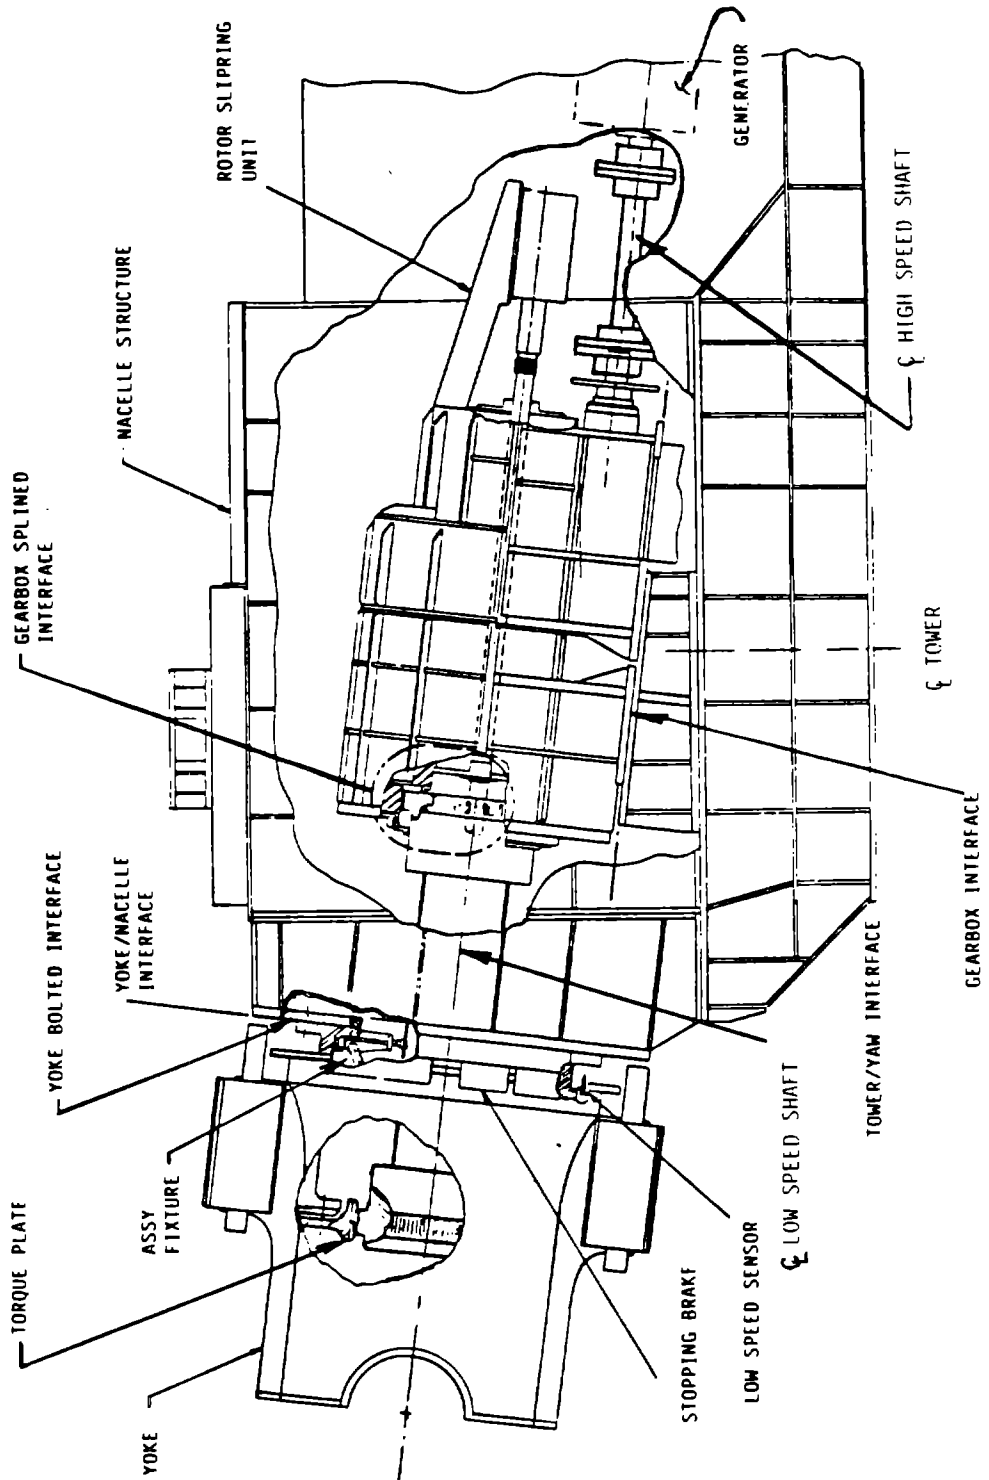 TORQUE PLATE
YOKE
ASSY
FIXTURE
YOKE BOLTED INTERFACE
YOKE/NACELLE
INTERFACE
GEARBOX SPLINED
INTERFACE
NACELLE STRUCTURE
ROTOR SLIPRING
UNIT
GENERATOR
℄ HIGH SPEED SHAFT
℄ TOWER
GEARBOX INTERFACE
TOWER/YAW INTERFACE
℄ LOW SPEED SHAFT
LOW SPEED SENSOR
STOPPING BRAKE